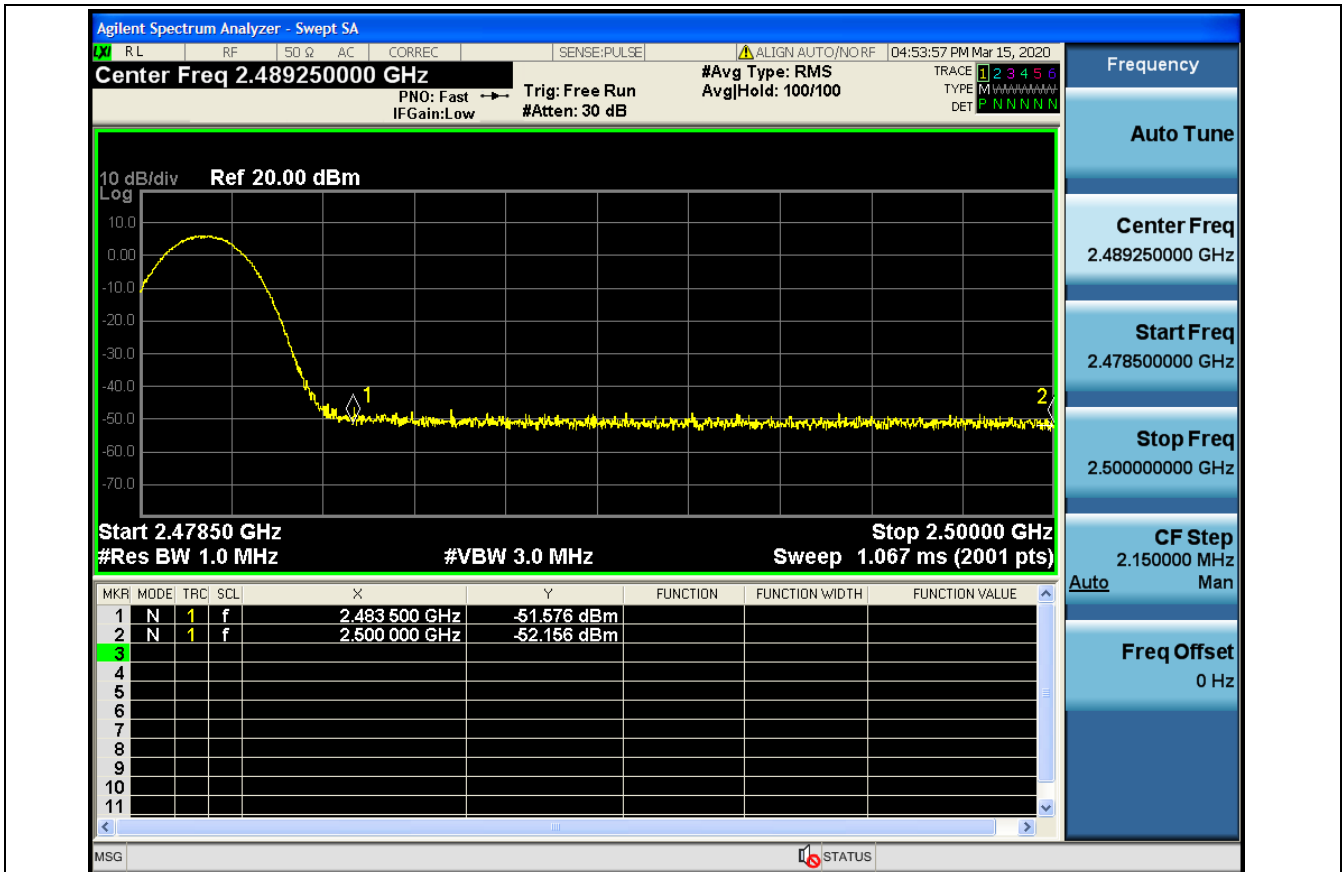 Agilent Spectrum Analyzer - Swept SA
LXI RL RF 50 Ω AC CORREC SENSE:PULSE ALIGN AUTO/NO RF 04:53:57 PM Mar 15, 2020
Center Freq 2.489250000 GHz
PNO: Fast
IFGain:Low
Trig: Free Run
#Atten: 30 dB
#Avg Type: RMS
Avg|Hold: 100/100
TRACE 1 2 3 4 5 6
TYPE M WWWWW
DET P N N N N N
10 dB/div Ref 20.00 dBm
Log
10.0
0.00
-10.0
-20.0
-30.0
-40.0
-50.0
-60.0
-70.0
1
2
Start 2.47850 GHz Stop 2.50000 GHz
#Res BW 1.0 MHz #VBW 3.0 MHz Sweep 1.067 ms (2001 pts)
MKR MODE TRC SCL X Y FUNCTION FUNCTION WIDTH FUNCTION VALUE
1 N 1 f 2.483 500 GHz -51.576 dBm
2 N 1 f 2.500 000 GHz -52.156 dBm
3
4
5
6
7
8
9
10
11
MSG STATUS
Frequency
Auto Tune
Center Freq
2.489250000 GHz
Start Freq
2.478500000 GHz
Stop Freq
2.500000000 GHz
CF Step
2.150000 MHz
Auto Man
Freq Offset
0 Hz